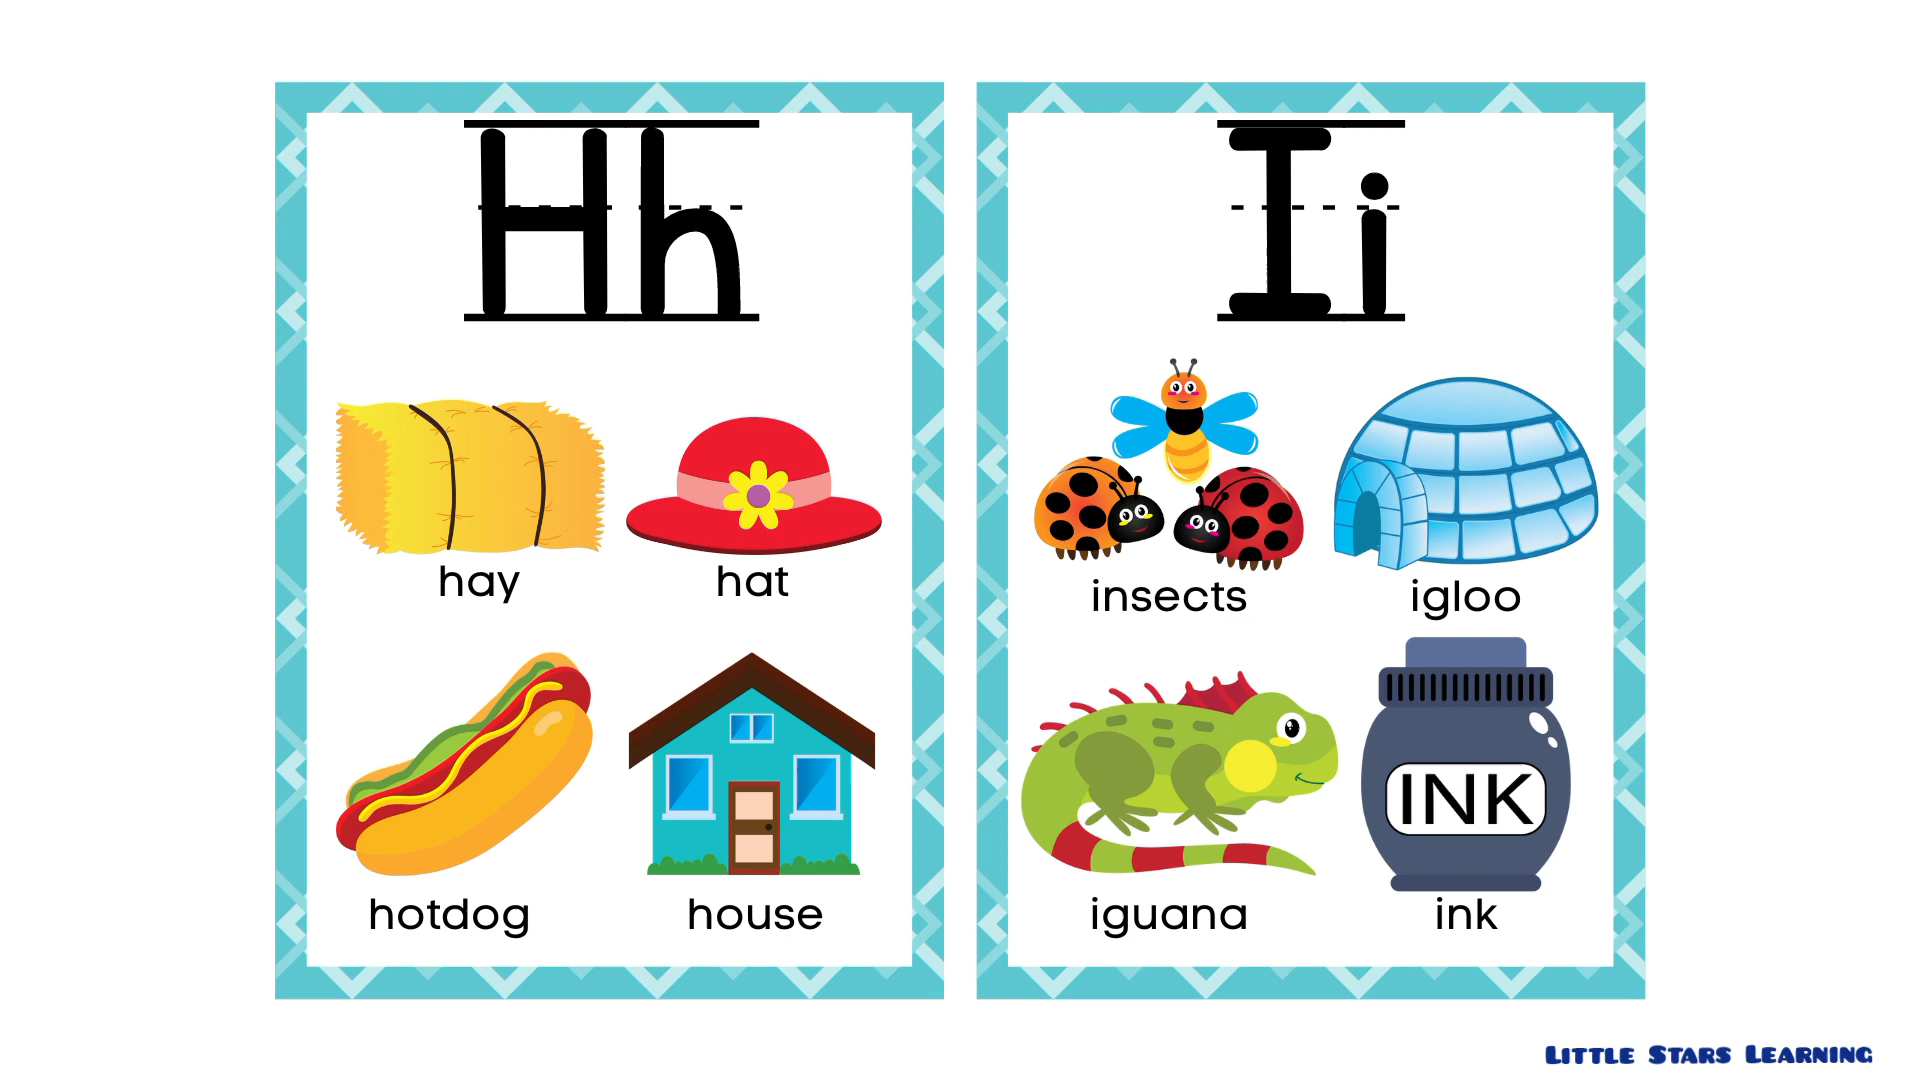 Hh
hay
hat
hotdog
house
Ii
insects
igloo
INK
iguana
ink
Little Stars Learning